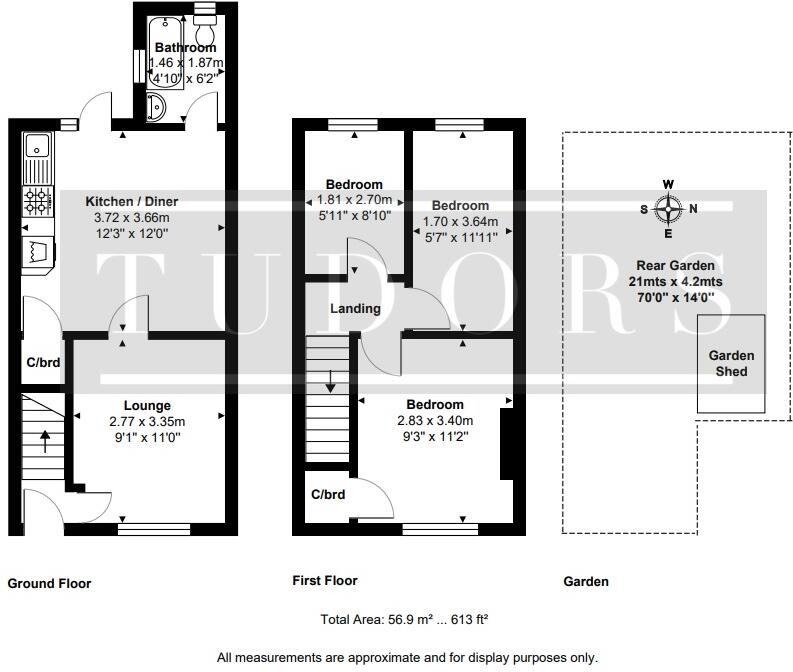 Bathroom
1.46 x 1.87m
4'10" x 6'2"
Kitchen / Diner
3.72 x 3.66m
12'3" x 12'0"
C/brd
Lounge
2.77 x 3.35m
9'1" x 11'0"
Bedroom
1.81 x 2.70m
5'11" x 8'10"
Bedroom
1.70 x 3.64m
5'7" x 11'11"
Landing
Bedroom
2.83 x 3.40m
9'3" x 11'2"
C/brd
W
S N
E
Rear Garden
21mts x 4.2mts
70'0" x 14'0"
Garden
Shed
TUDORS
Ground Floor
First Floor
Garden
Total Area: 56.9 m² ... 613 ft²
All measurements are approximate and for display purposes only.